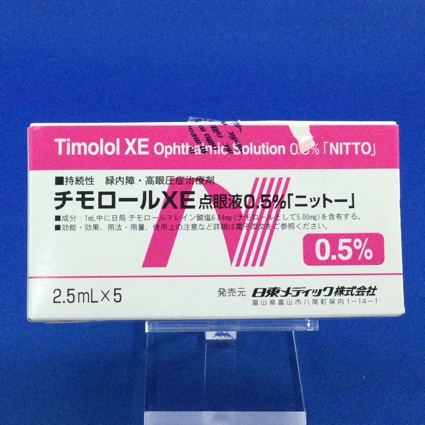 Timolol XE Ophthalmic Solution 0.5%「NITTO」
■持続性 緑内障・高眼圧症治療剤
チモロールXE点眼液0.5%「ニットー」
■成分：1mL中に日局 チモロールマレイン酸塩6.84mg（チモロールとして5.00mg）を含有する。
■効能・効果、用法・用量、使用上の注意など詳細は電子添文をご参照ください。
0.5%
2.5mL×5
発売元 日東メディック株式会社
富山県富山市八尾町保内1-14-1